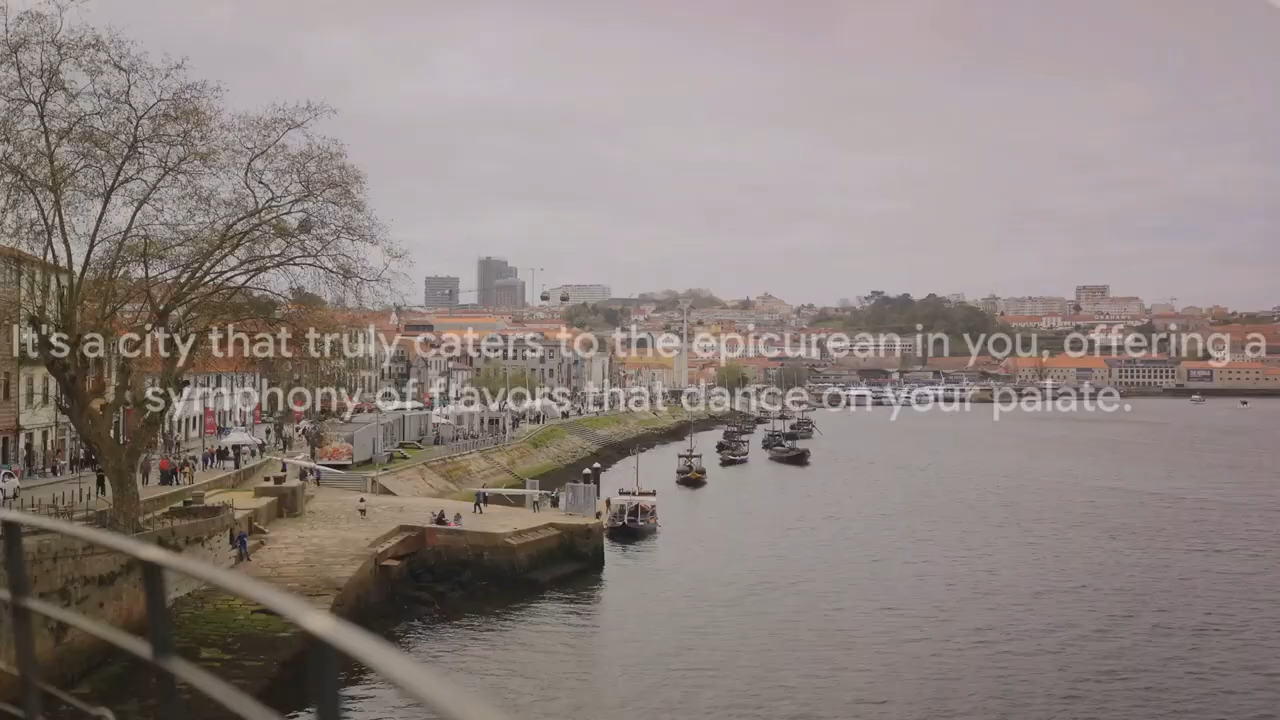 It's a city that truly caters to the epicurean in you, offering a
symphony of flavors that dance on your palate.